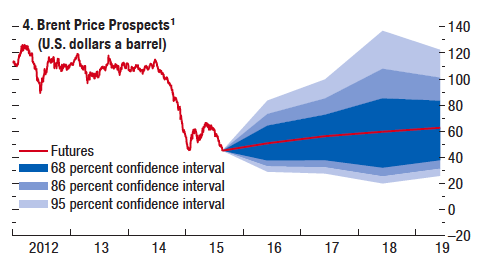 4. Brent Price Prospects¹
(U.S. dollars a barrel)
140
120
100
80
60
40
20
0
–20
Futures
68 percent confidence interval
86 percent confidence interval
95 percent confidence interval
2012 13 14 15 16 17 18 19